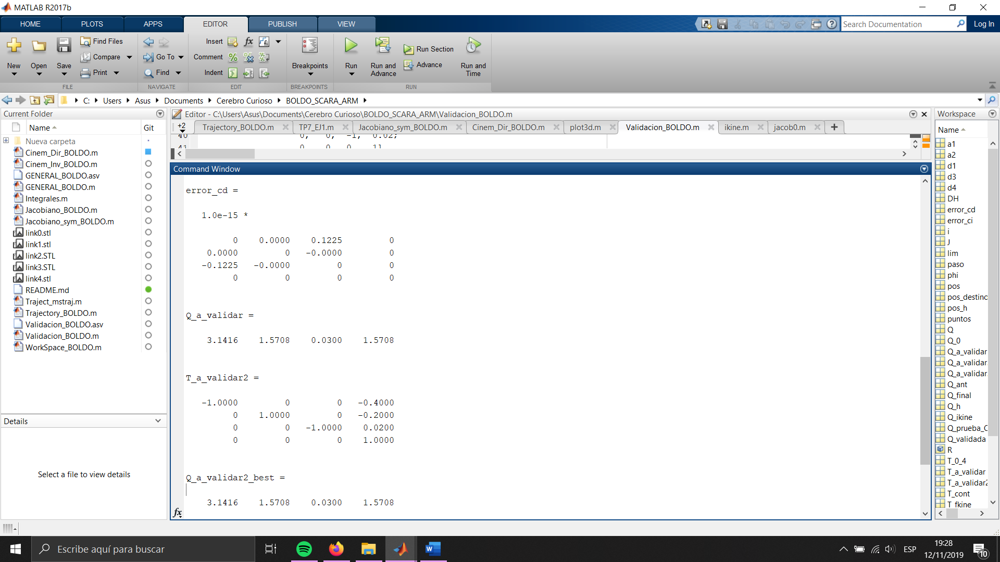 MATLAB R2017b
HOME PLOTS APPS EDITOR PUBLISH VIEW
Search Documentation
Log In
New
Open
Save
Find Files
Compare
Print
FILE
Go To
Find
NAVIGATE
Insert
Comment
Indent
EDIT
Breakpoints
BREAKPOINTS
Run
Run and Advance
Run Section
Advance
Run and Time
RUN
C: Users Asus Documents Cerebro Curioso BOLDO_SCARA_ARM
Current Folder
Name Git
Nueva carpeta
Cinem_Dir_BOLDO.m
Cinem_Inv_BOLDO.m
GENERAL_BOLDO.asv
GENERAL_BOLDO.m
Integrales.m
Jacobiano_BOLDO.m
Jacobiano_sym_BOLDO.m
link0.stl
link1.stl
link2.STL
link3.STL
link4.stl
README.md
Traject_mstraj.m
Trajectory_BOLDO.m
Validacion_BOLDO.asv
Validacion_BOLDO.m
WorkSpace_BOLDO.m
Details
Select a file to view details
Editor - C:\Users\Asus\Documents\Cerebro Curioso\BOLDO_SCARA_ARM\Validacion_BOLDO.m
+2 Trajectory_BOLDO.m TP7_EJ1.m Jacobiano_sym_BOLDO.m Cinem_Dir_BOLDO.m plot3d.m Validacion_BOLDO.m ikine.m jacob0.m
40 0, 0, -1, 0.02;
Command Window
error_cd =
1.0e-15 *
0 0.0000 0.1225 0
0.0000 0 -0.0000 0
-0.1225 -0.0000 0 0
0 0 0 0
Q_a_validar =
3.1416 1.5708 0.0300 1.5708
T_a_validar2 =
-1.0000 0 0 -0.4000
0 1.0000 0 -0.2000
0 0 -1.0000 0.0200
0 0 0 1.0000
Q_a_validar2_best =
3.1416 1.5708 0.0300 1.5708
fx
Workspace
Name
a1
a2
d1
d3
d4
DH
error_cd
error_ci
i
J
lim
paso
phi
pos
pos_destino
pos_h
puntos
Q
Q_0
Q_a_validar
Q_a_validar
Q_a_validar
Q_ant
Q_final
Q_h
Q_ikine
Q_prueba_C
Q_validada
R
T_0_4
T_a_validar
T_a_validar2
T_cont
T_fkine
Escribe aquí para buscar
ESP
19:28
12/11/2019
10